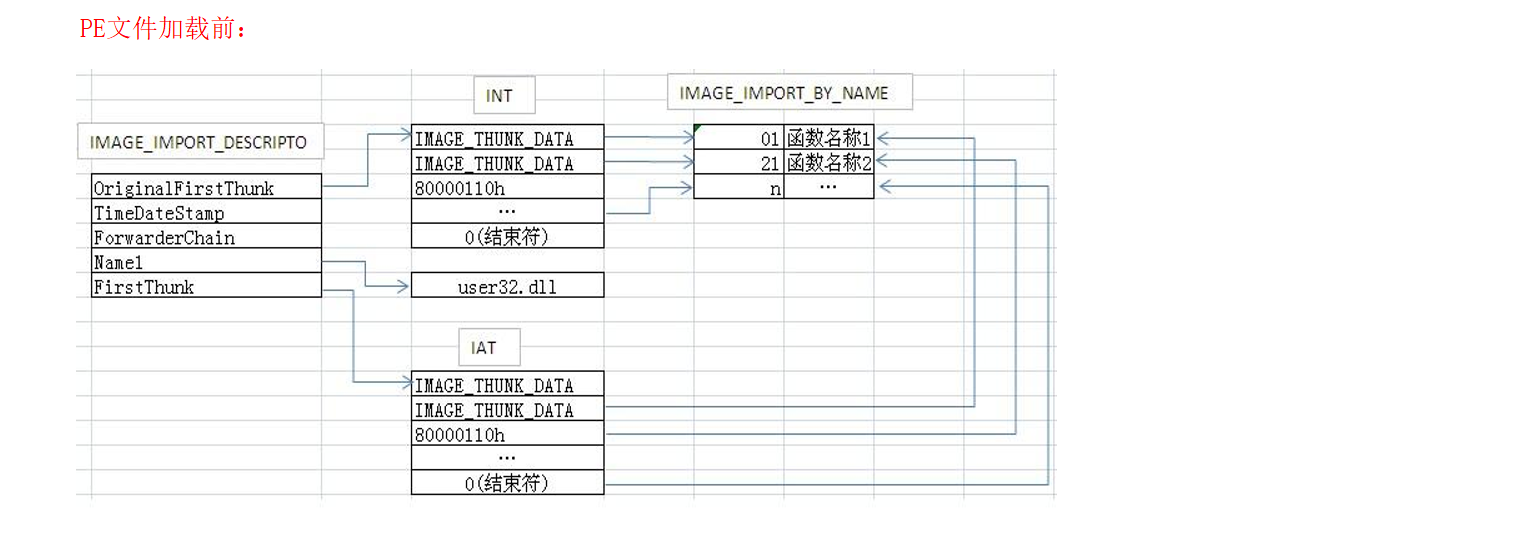 PE文件加载前：
INT
IMAGE_IMPORT_BY_NAME
IMAGE_IMPORT_DESCRIPTO
IMAGE_THUNK_DATA
01 函数名称1
IMAGE_THUNK_DATA
21 函数名称2
OriginalFirstThunk
80000110h
n …
TimeDateStamp
…
ForwarderChain
0(结束符)
Name1
FirstThunk
user32.dll
IAT
IMAGE_THUNK_DATA
IMAGE_THUNK_DATA
80000110h
…
0(结束符)